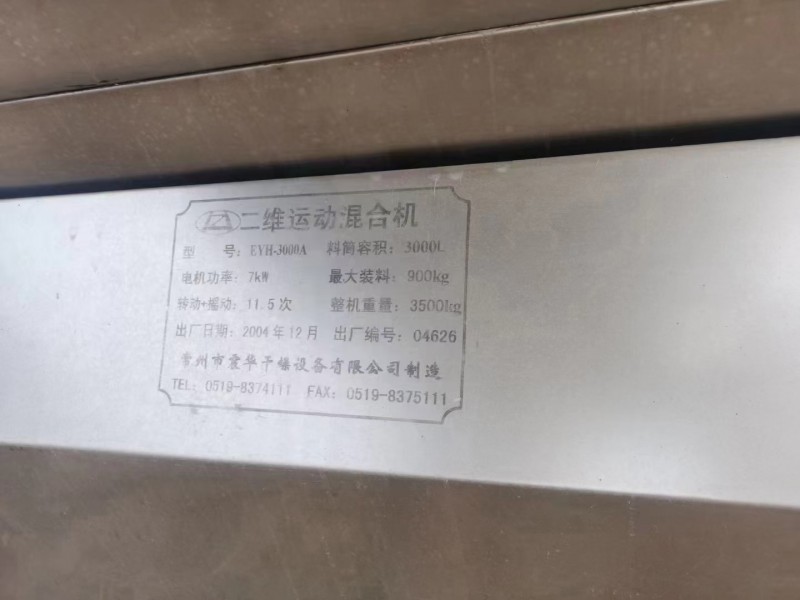 二维运动混合机
型 号: EYH-3000A 料筒容积: 3000L
电机功率: 7kW 最大装料: 900kg
转动+摇动: 11.5次 整机重量: 3500kg
出厂日期: 2004年12月 出厂编号: 04626
常州市震华干燥设备有限公司制造
TEL: 0519-8374111 FAX: 0519-8375111